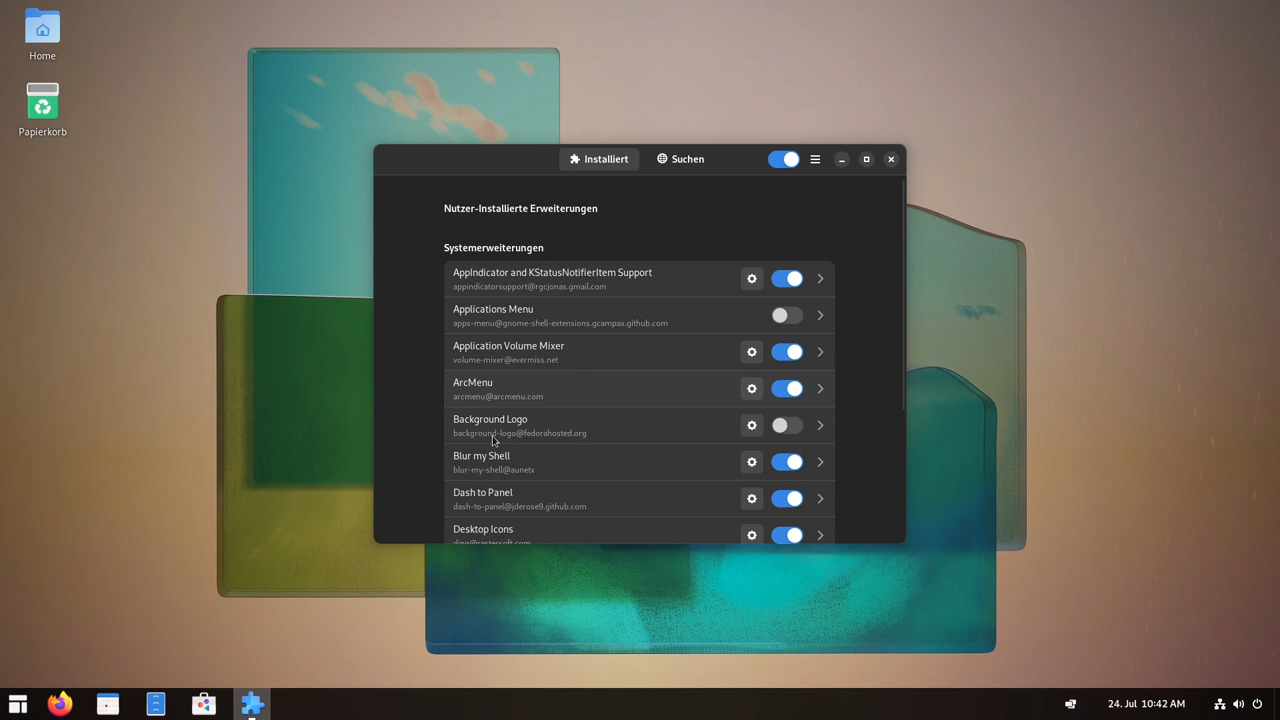 Home
Papierkorb
Installiert
Suchen
Nutzer-Installierte Erweiterungen
Systemerweiterungen
AppIndicator and KStatusNotifierItem Support
appindicatorsupport@rgcjonas.gmail.com
Applications Menu
apps-menu@gnome-shell-extensions.gcampax.github.com
Application Volume Mixer
volume-mixer@evermiss.net
ArcMenu
arcmenu@arcmenu.com
Background Logo
background-logo@fedorahosted.org
Blur my Shell
blur-my-shell@aunetx
Dash to Panel
dash-to-panel@jderose9.github.com
Desktop Icons
ding@rastersoft.com
24. Jul 10:42 AM